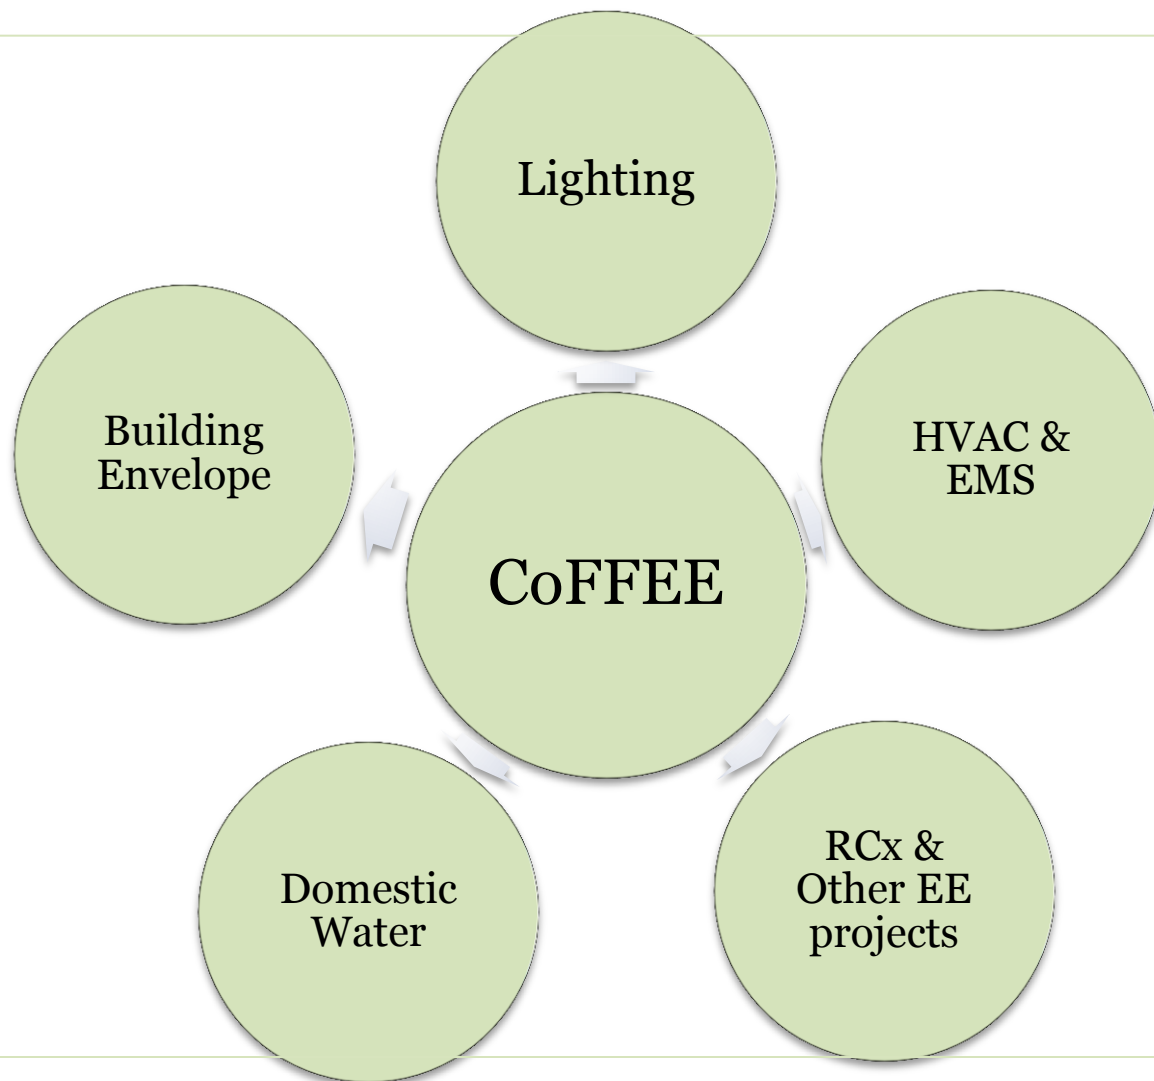 Lighting
Building
Envelope
HVAC &
EMS
CoFFEE
Domestic
Water
RCx &
Other EE
projects